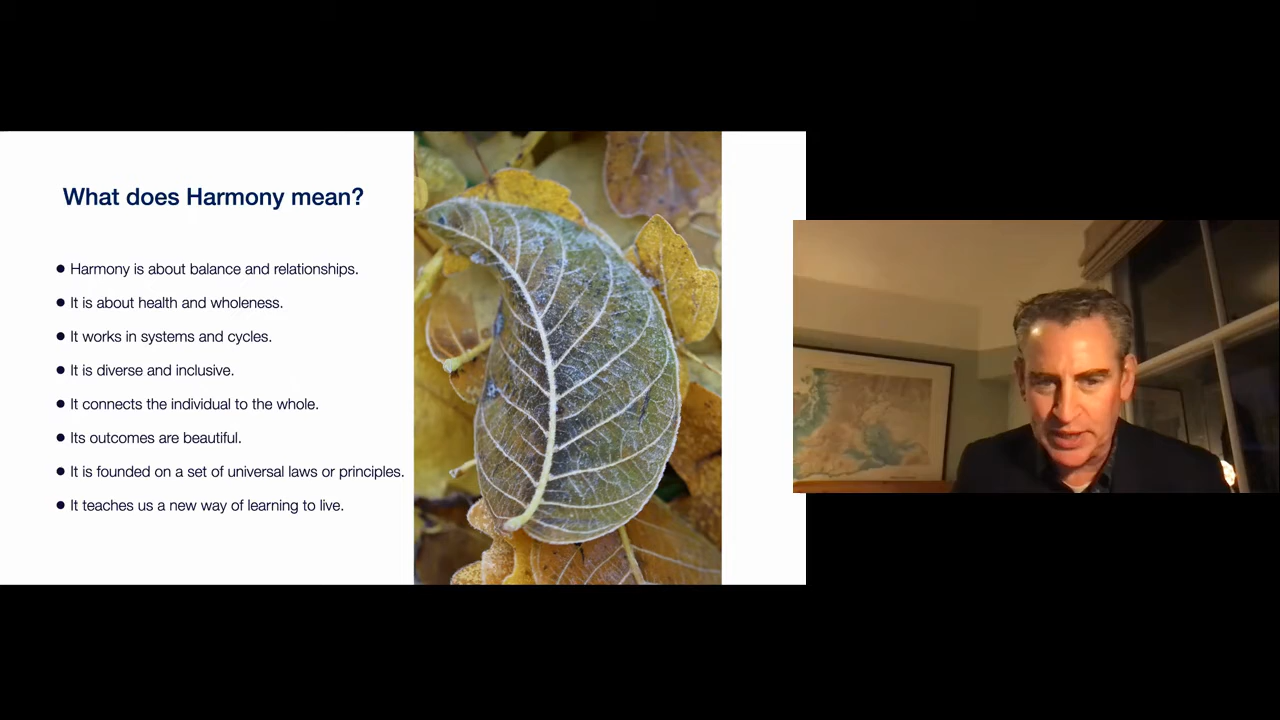 What does Harmony mean?
● Harmony is about balance and relationships.
● It is about health and wholeness.
● It works in systems and cycles.
● It is diverse and inclusive.
● It connects the individual to the whole.
● Its outcomes are beautiful.
● It is founded on a set of universal laws or principles.
● It teaches us a new way of learning to live.